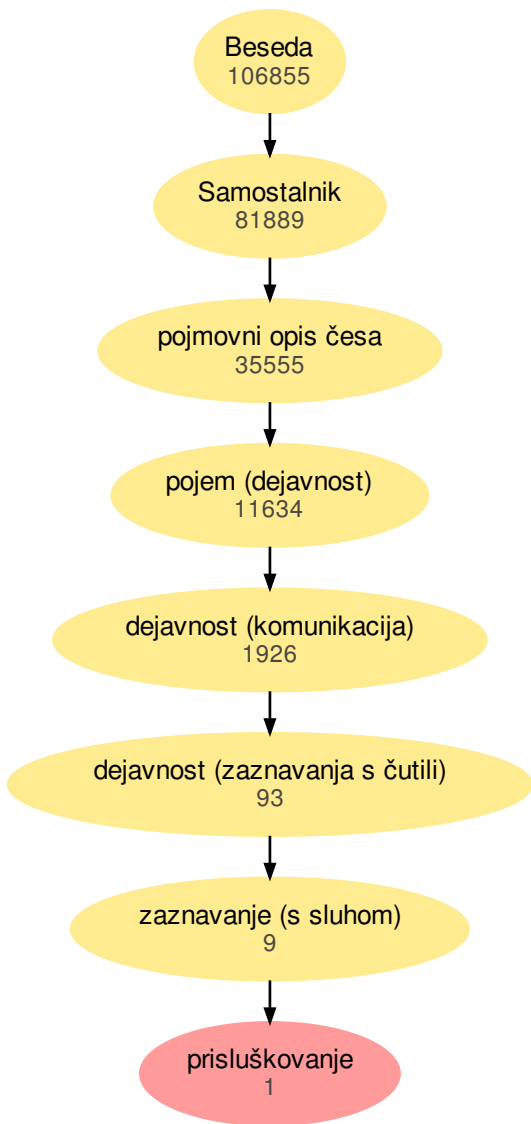 Beseda
106855
Samostalnik
81889
pojmovni opis česa
35555
pojem (dejavnost)
11634
dejavnost (komunikacija)
1926
dejavnost (zaznavanja s čutili)
93
zaznavanje (s sluhom)
9
prisluškovanje
1